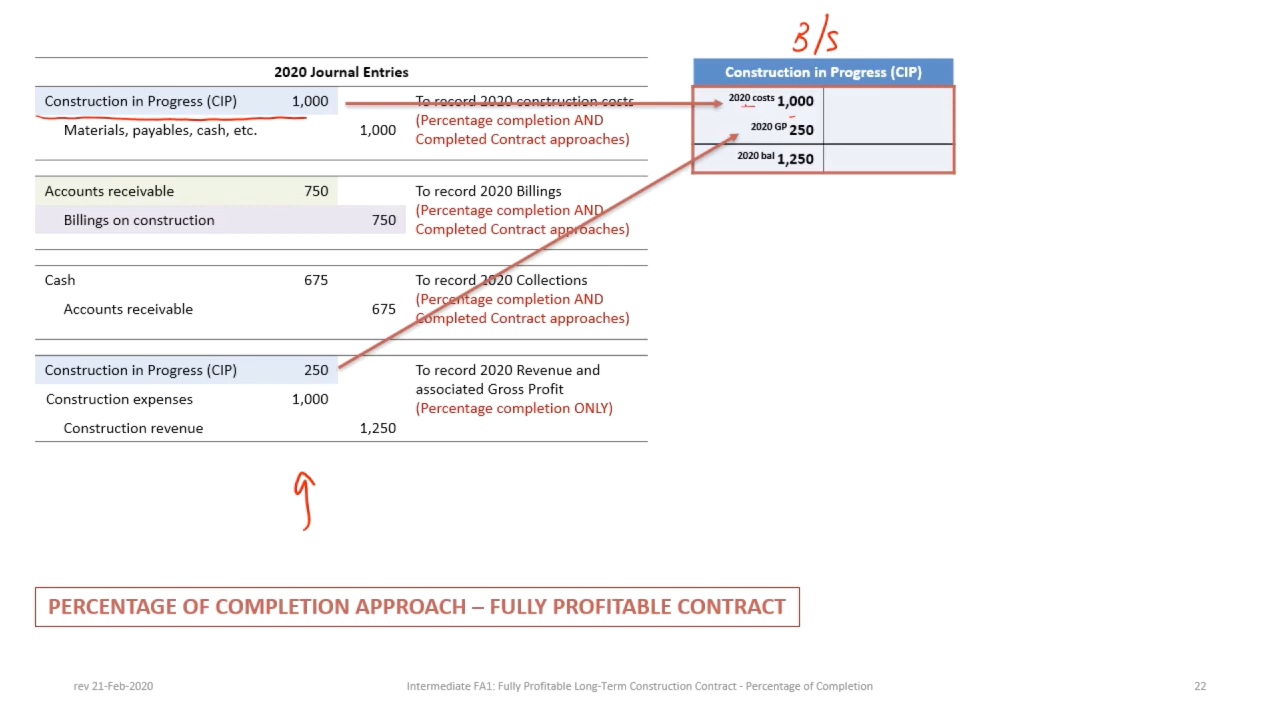 B/S
2020 Journal Entries
Construction in Progress (CIP) 1,000 To record 2020 construction costs
Materials, payables, cash, etc. 1,000 (Percentage completion AND
Completed Contract approaches)
Accounts receivable 750 To record 2020 Billings
Billings on construction 750 (Percentage completion AND
Completed Contract approaches)
Cash 675 To record 2020 Collections
Accounts receivable 675 (Percentage completion AND
Completed Contract approaches)
Construction in Progress (CIP) 250 To record 2020 Revenue and
Construction expenses 1,000 associated Gross Profit
(Percentage completion ONLY)
Construction revenue 1,250
Construction in Progress (CIP)
2020 costs 1,000
2020 GP 250
2020 bal 1,250
PERCENTAGE OF COMPLETION APPROACH – FULLY PROFITABLE CONTRACT
rev 21-Feb-2020 Intermediate FA1: Fully Profitable Long-Term Construction Contract - Percentage of Completion 22